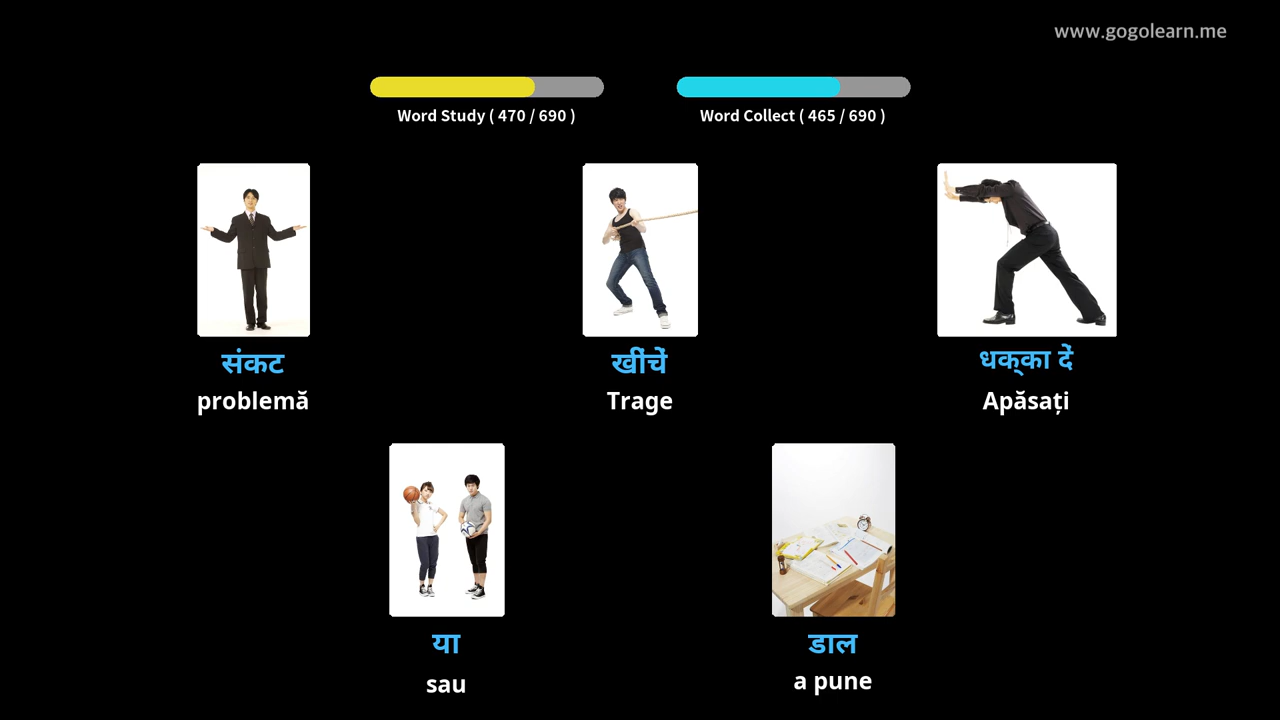 www.gogolearn.me
Word Study ( 470 / 690 )
Word Collect ( 465 / 690 )
संकट
problemă
खींचें
Trage
धक्‍का दें
Apăsați
या
sau
डाल
a pune